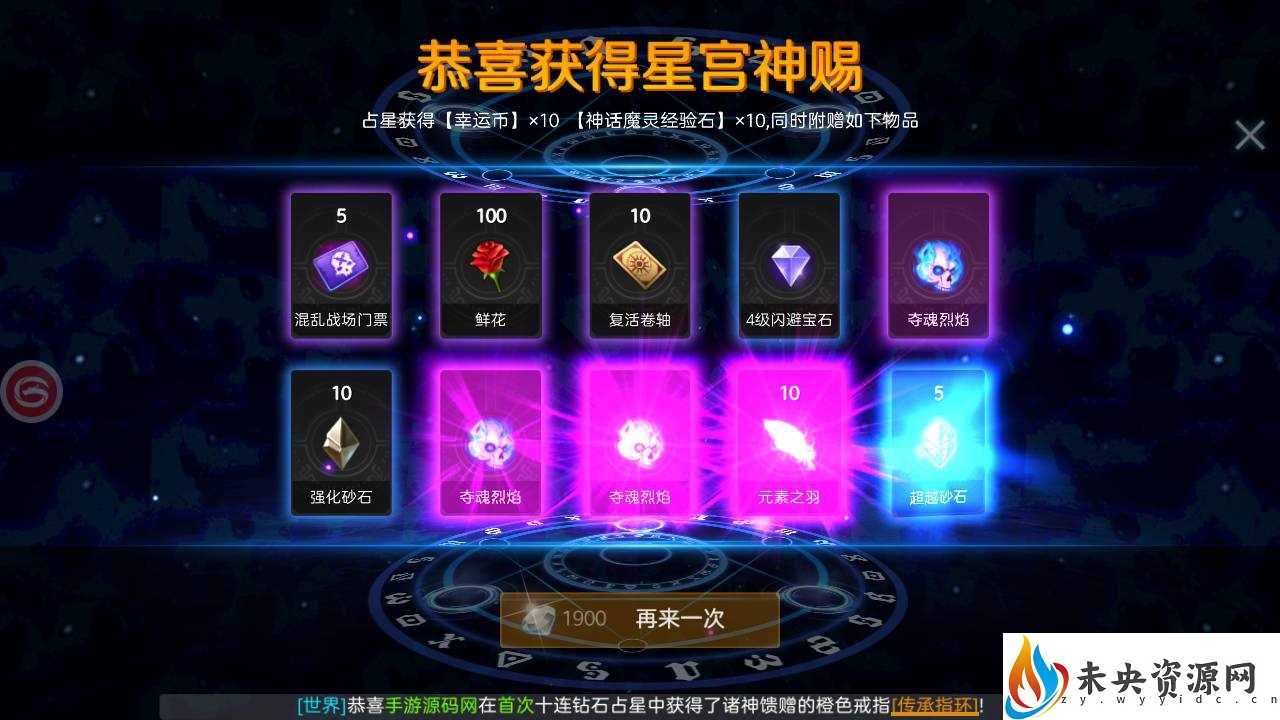 恭喜获得星宫神赐
占星获得【幸运币】×10 【神话魔灵经验石】×10,同时附赠如下物品
5
100
10
混乱战场门票
鲜花
复活卷轴
4级闪避宝石
夺魂烈焰
10
10
5
强化砂石
夺魂烈焰
夺魂烈焰
元素之羽
超越砂石
1900 再来一次
[世界]恭喜手游源码网在首次十连钻石占星中获得了诸神馈赠的橙色戒指[传承指环]!
未央资源网
zy.wyyidc.cn